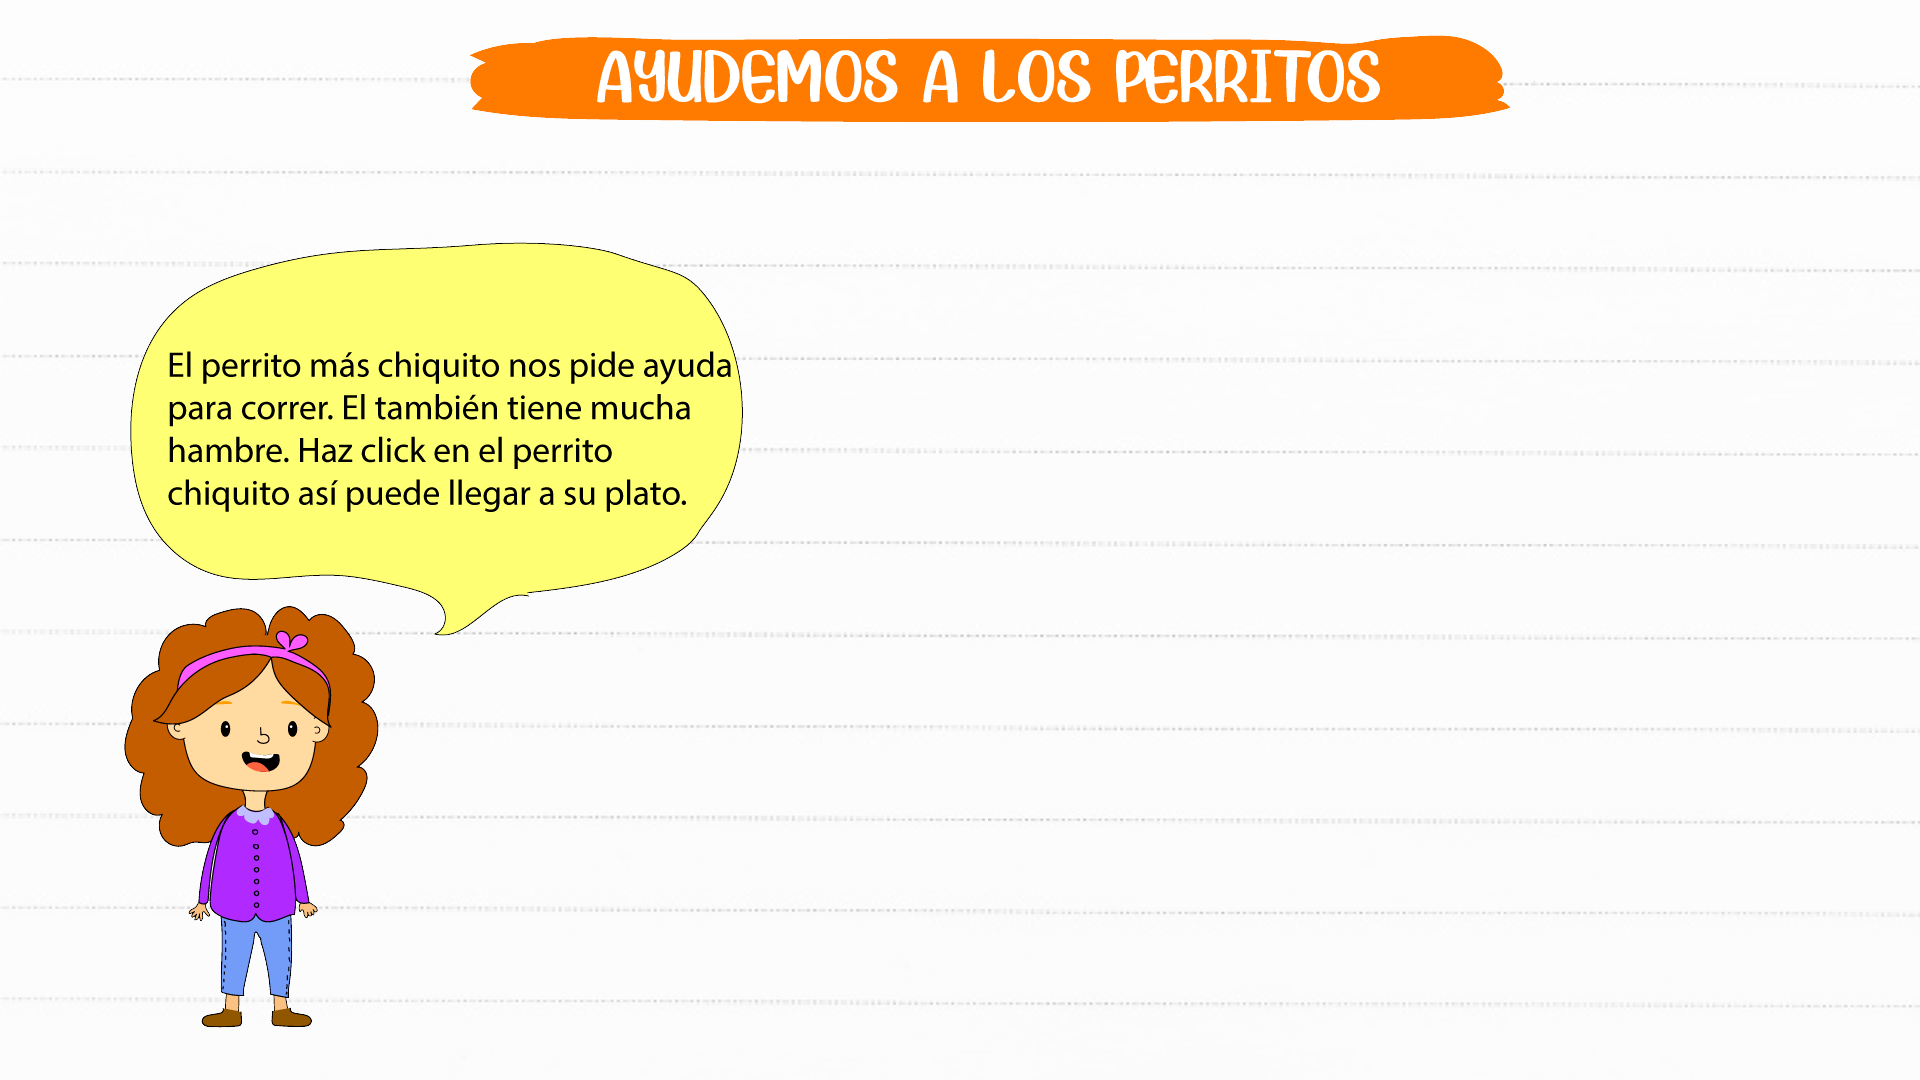 AYUDEMOS A LOS PERRITOS
El perrito más chiquito nos pide ayuda
para correr. El también tiene mucha
hambre. Haz click en el perrito
chiquito así puede llegar a su plato.